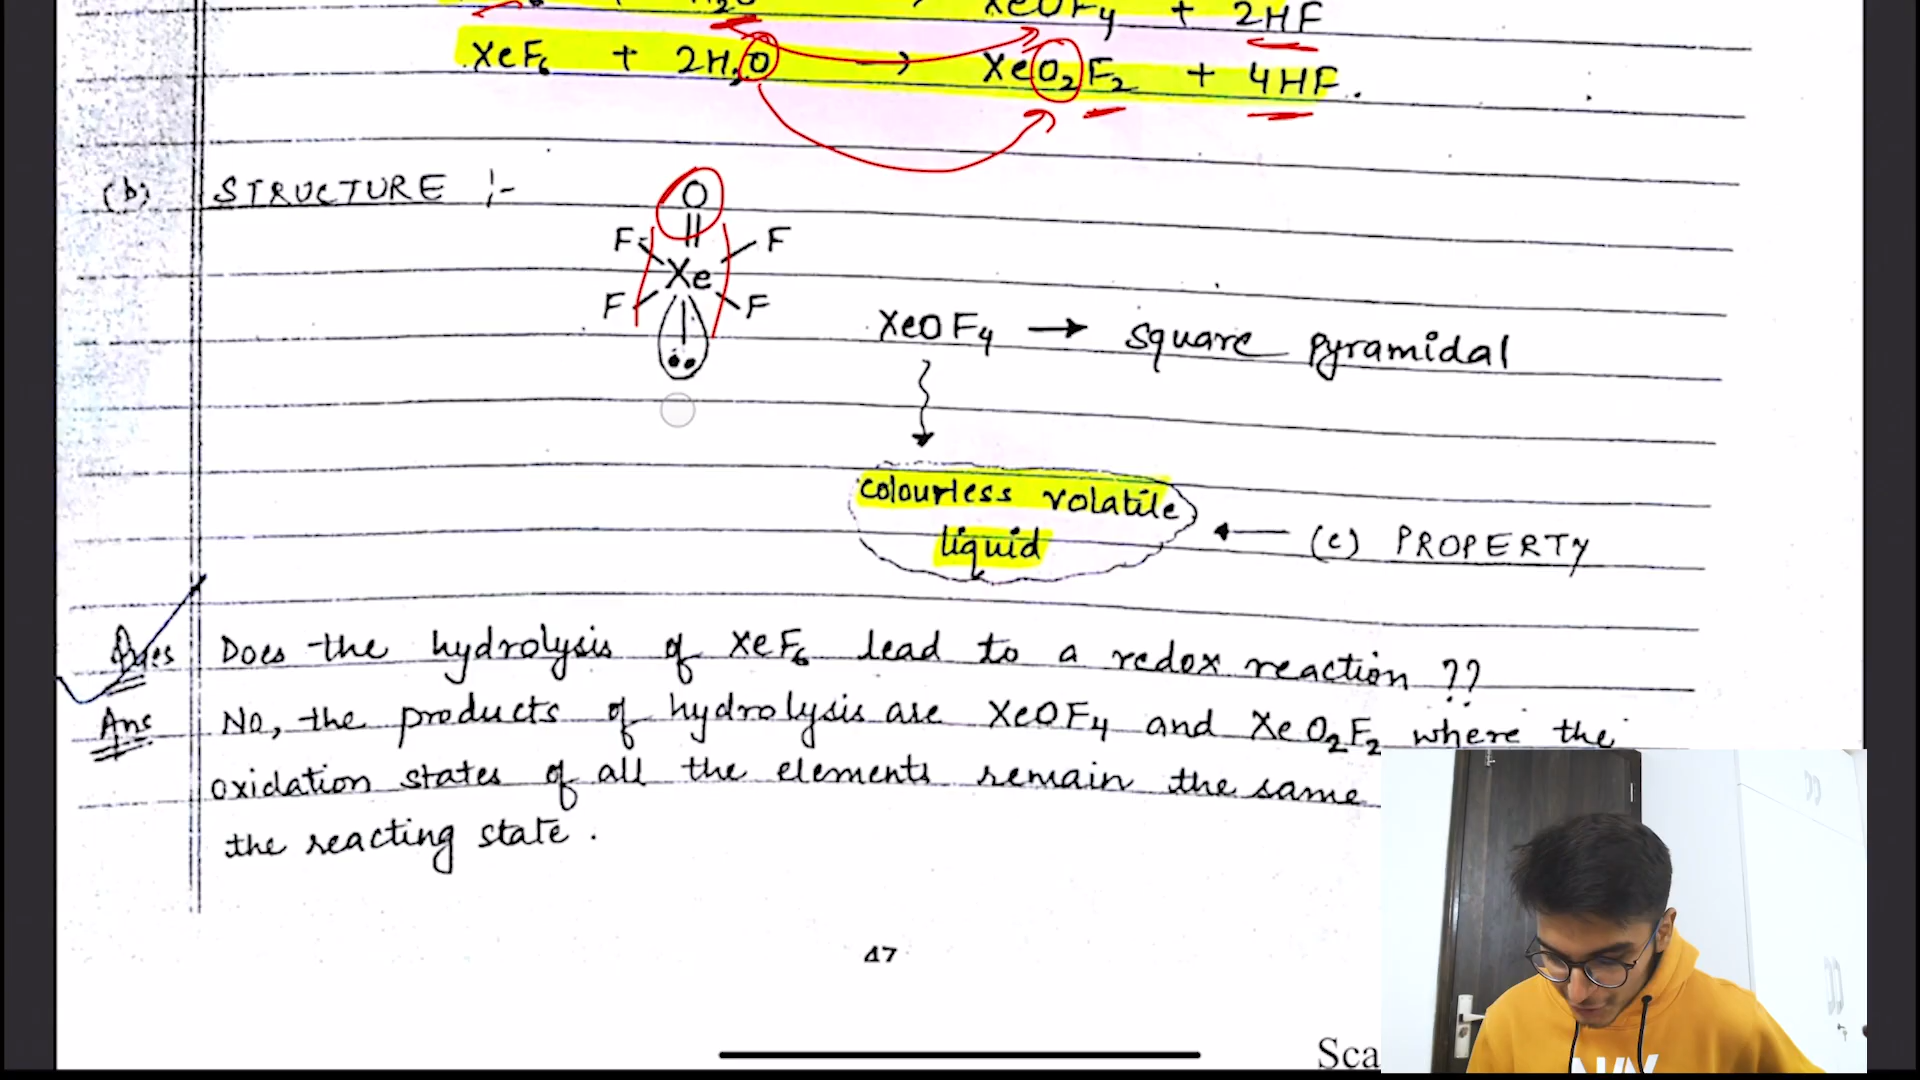 XeOF4 + 2HF
XeF6 + 2H2O → XeO2F2 + 4HF.
(b) STRUCTURE :-
O
F F
Xe
F F
XeOF4 → square pyramidal
colourless volatile
liquid
← (c) PROPERTY
Ques Does the hydrolysis of XeF6 lead to a redox reaction ??
Ans No, the products of hydrolysis are XeOF4 and XeO2F2 where the
oxidation states of all the elements remain the same
the reacting state.
47